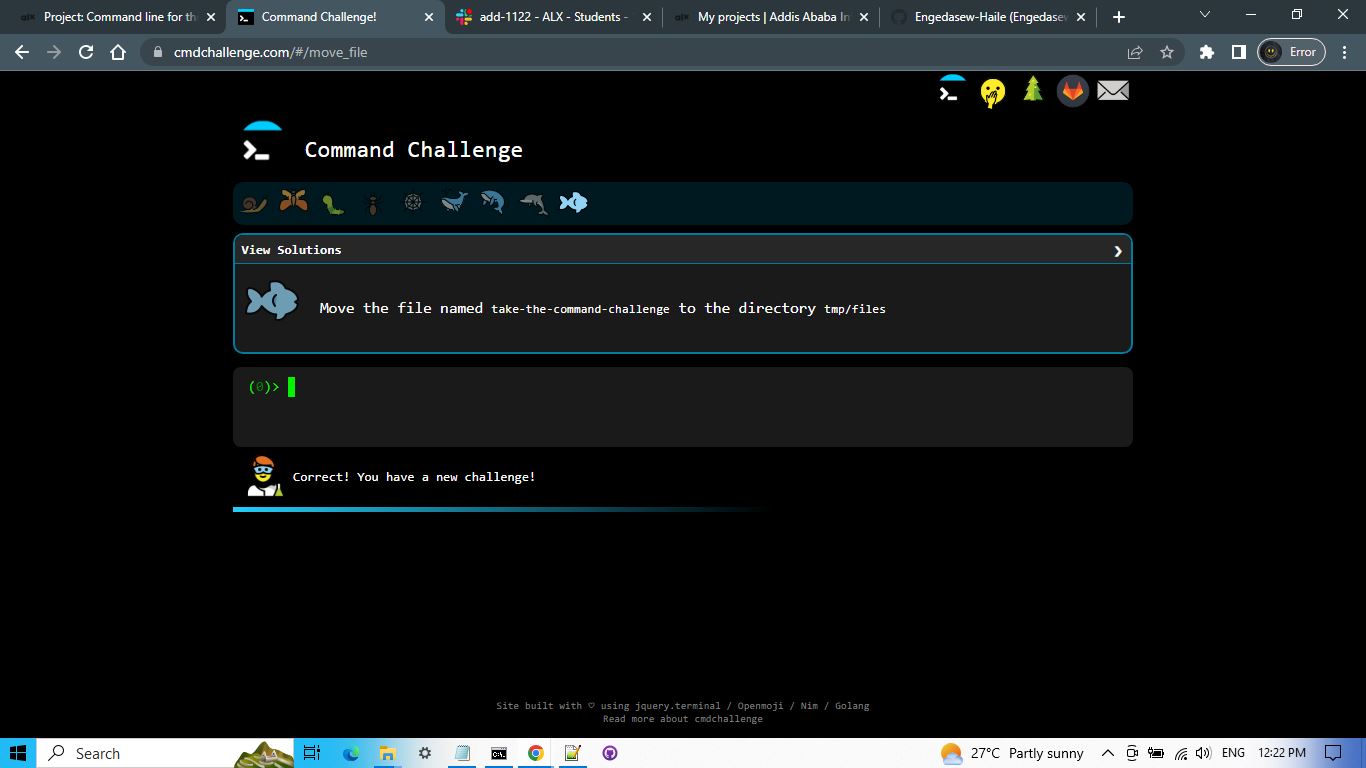 Project: Command line for th
Command Challenge!
add-1122 - ALX - Students -
My projects | Addis Ababa In
Engedasew-Haile (Engedasew
cmdchallenge.com/#/move_file
Error
Command Challenge
View Solutions
Move the file named take-the-command-challenge to the directory tmp/files
(0)>
Correct! You have a new challenge!
Site built with ♡ using jquery.terminal / Openmoji / Nim / Golang
Read more about cmdchallenge
Search
27°C Partly sunny
ENG
12:22 PM